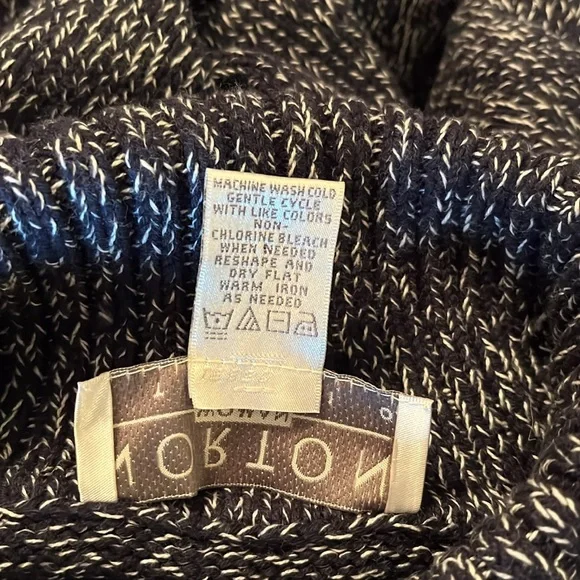 MACHINE WASH COLD
GENTLE CYCLE
WITH LIKE COLORS
NON-
CHLORINE BLEACH
WHEN NEEDED
RESHAPE AND
DRY FLAT
WARM IRON
AS NEEDED
NORTON